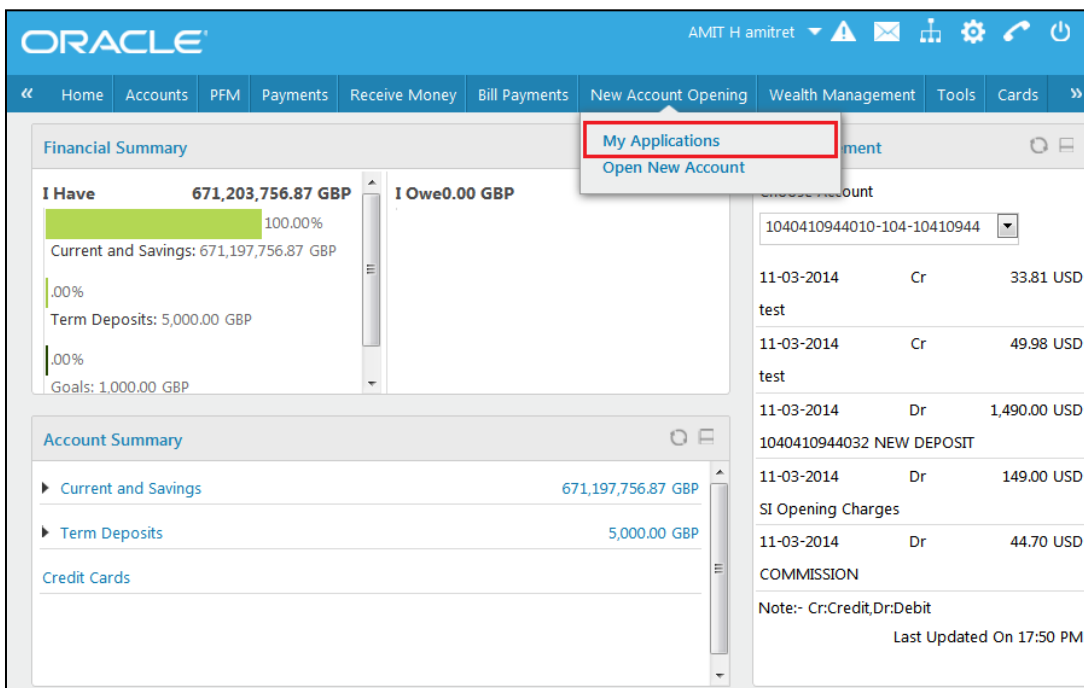 ORACLE
AMIT H amitret
« Home Accounts PFM Payments Receive Money Bill Payments New Account Opening Wealth Management Tools Cards »
My Applications
Open New Account
Financial Summary
I Have 671,203,756.87 GBP
100.00%
Current and Savings: 671,197,756.87 GBP
.00%
Term Deposits: 5,000.00 GBP
.00%
Goals: 1,000.00 GBP
I Owe0.00 GBP
Account Summary
Current and Savings 671,197,756.87 GBP
Term Deposits 5,000.00 GBP
Credit Cards
ment
1040410944010-104-10410944
11-03-2014 Cr 33.81 USD
test
11-03-2014 Cr 49.98 USD
test
11-03-2014 Dr 1,490.00 USD
1040410944032 NEW DEPOSIT
11-03-2014 Dr 149.00 USD
SI Opening Charges
11-03-2014 Dr 44.70 USD
COMMISSION
Note:- Cr:Credit,Dr:Debit
Last Updated On 17:50 PM